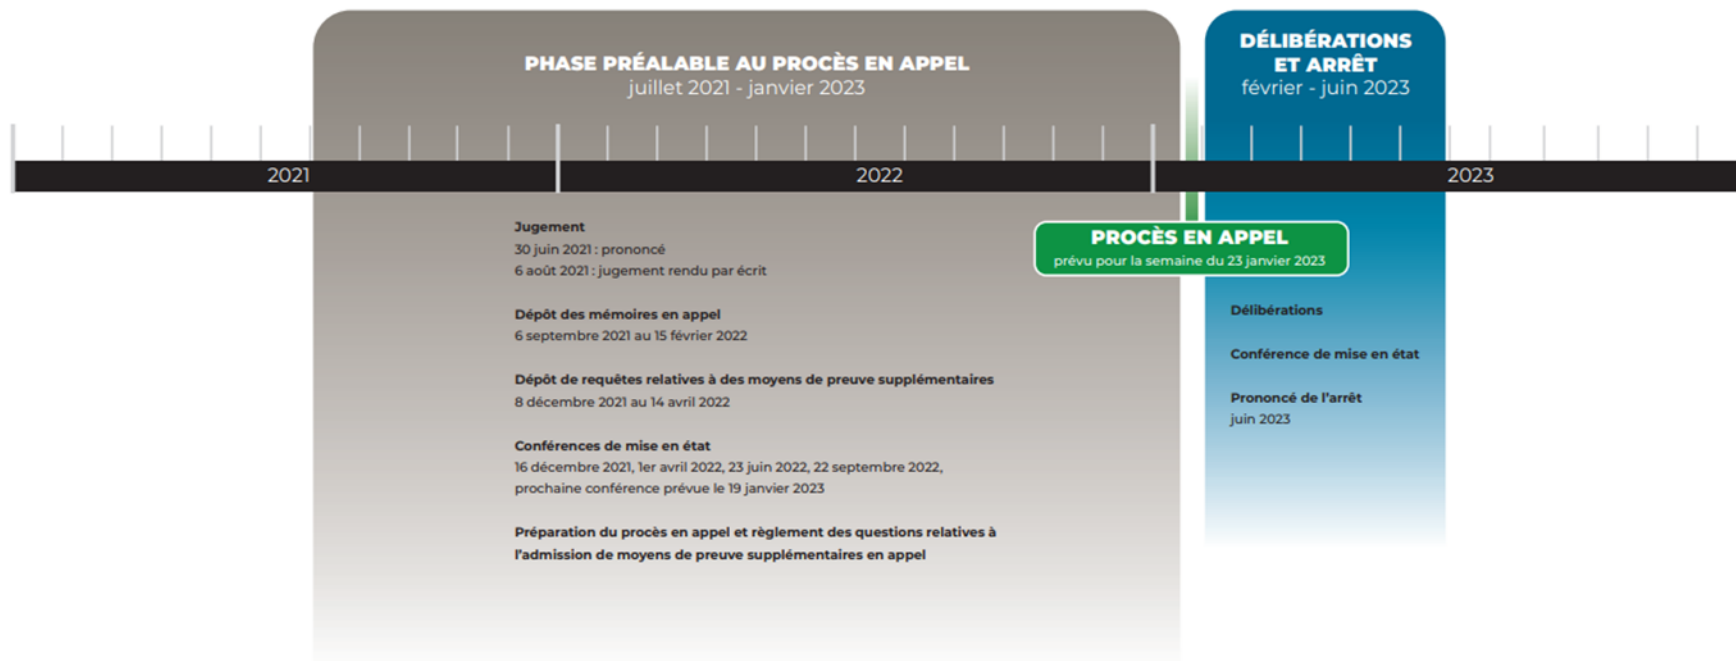 PHASE PRÉALABLE AU PROCÈS EN APPEL
juillet 2021 - janvier 2023
DÉLIBÉRATIONS
ET ARRÊT
février - juin 2023
2021
2022
2023
Jugement
30 juin 2021 : prononcé
6 août 2021 : jugement rendu par écrit
Dépôt des mémoires en appel
6 septembre 2021 au 15 février 2022
Dépôt de requêtes relatives à des moyens de preuve supplémentaires
8 décembre 2021 au 14 avril 2022
Conférences de mise en état
16 décembre 2021, 1er avril 2022, 23 juin 2022, 22 septembre 2022,
prochaine conférence prévue le 19 janvier 2023
Préparation du procès en appel et règlement des questions relatives à
l'admission de moyens de preuve supplémentaires en appel
PROCÈS EN APPEL
prévu pour la semaine du 23 janvier 2023
Délibérations
Conférence de mise en état
Prononcé de l'arrêt
juin 2023